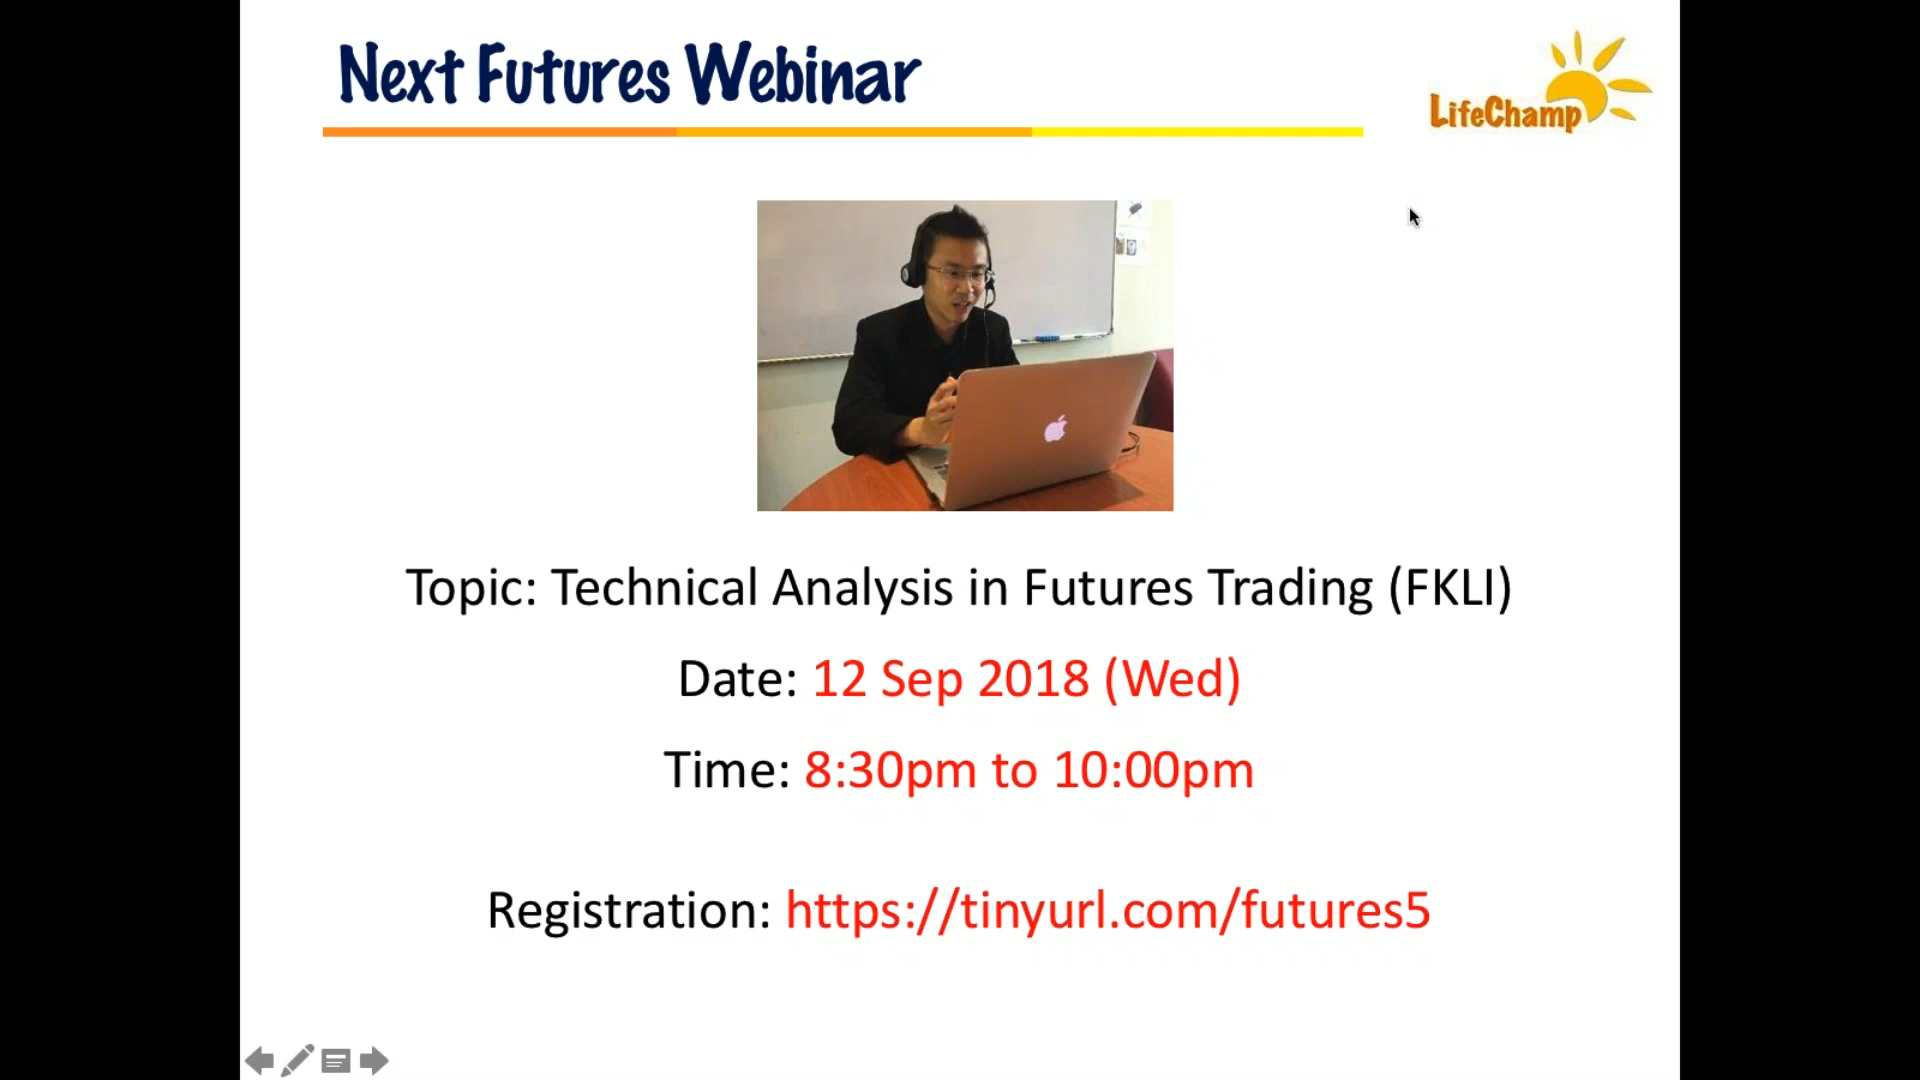 Next Futures Webinar
LifeChamp
Topic: Technical Analysis in Futures Trading (FKLI)
Date: 12 Sep 2018 (Wed)
Time: 8:30pm to 10:00pm
Registration: https://tinyurl.com/futures5